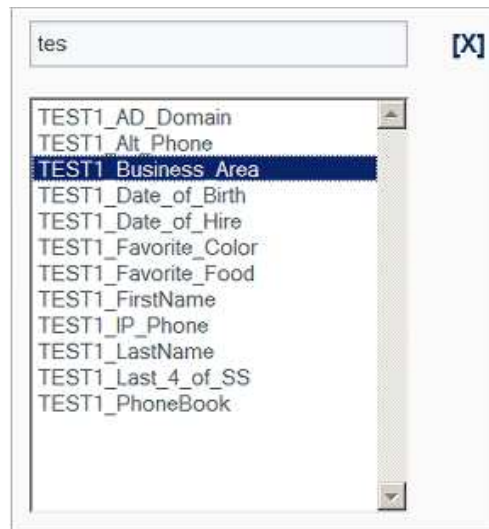 tes
[X]
TEST1_AD_Domain
TEST1_Alt_Phone
TEST1_Business_Area
TEST1_Date_of_Birth
TEST1_Date_of_Hire
TEST1_Favorite_Color
TEST1_Favorite_Food
TEST1_FirstName
TEST1_IP_Phone
TEST1_LastName
TEST1_Last_4_of_SS
TEST1_PhoneBook